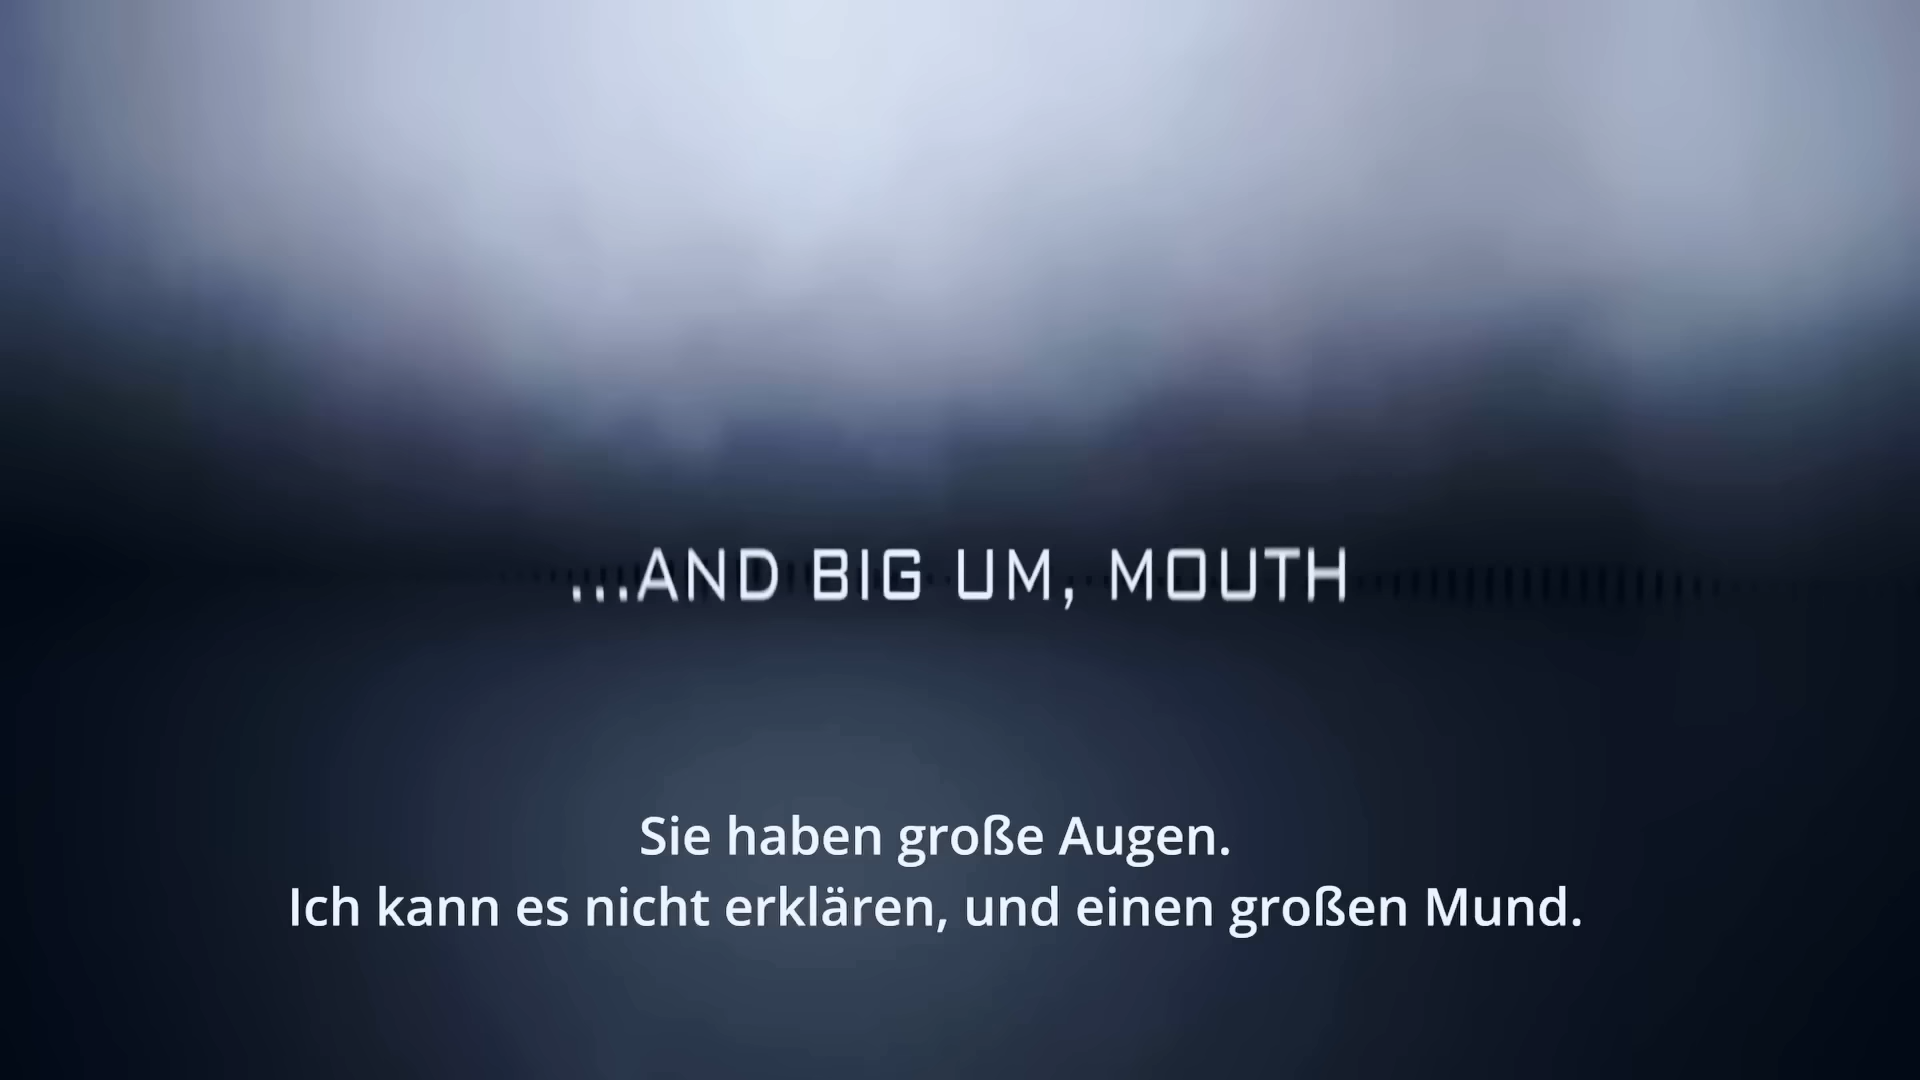 ...AND BIG UM, MOUTH
Sie haben große Augen.
Ich kann es nicht erklären, und einen großen Mund.